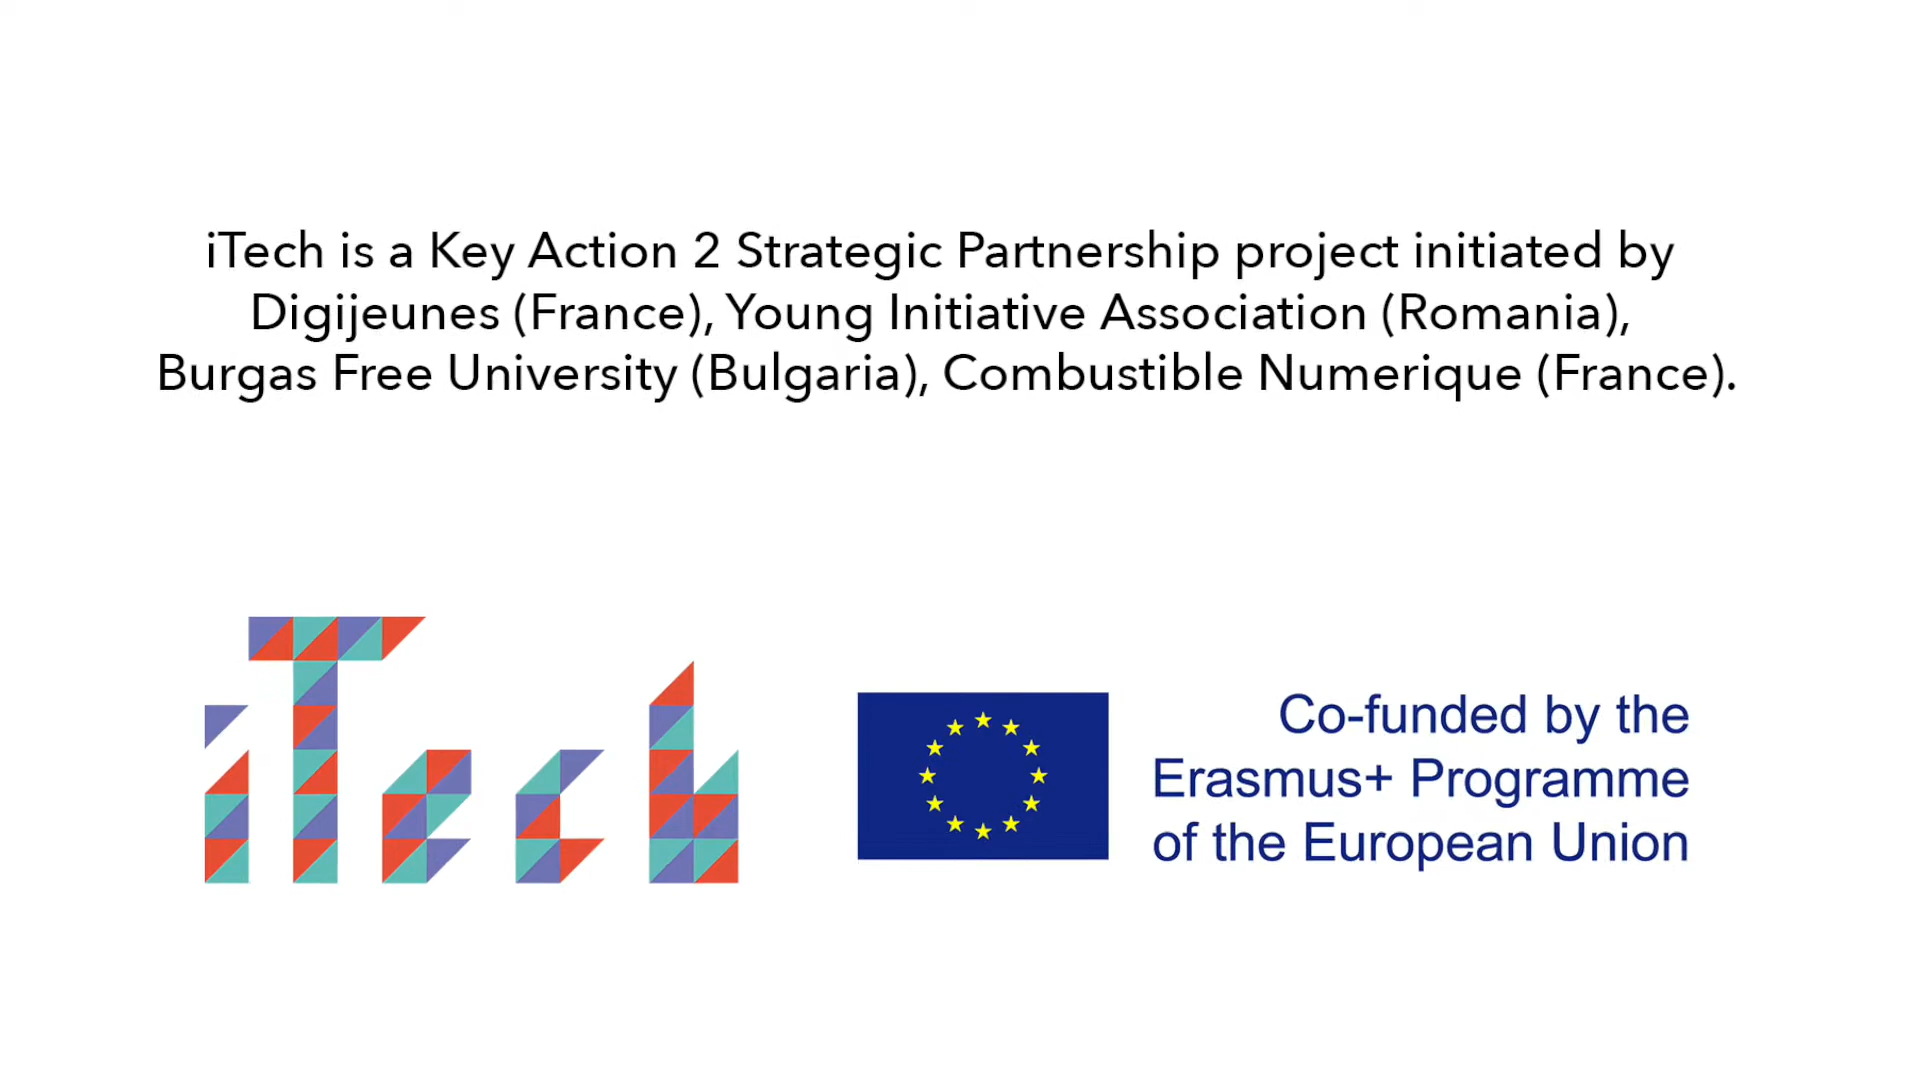 iTech is a Key Action 2 Strategic Partnership project initiated by
Digijeunes (France), Young Initiative Association (Romania),
Burgas Free University (Bulgaria), Combustible Numerique (France).
iTech
Co-funded by the
Erasmus+ Programme
of the European Union